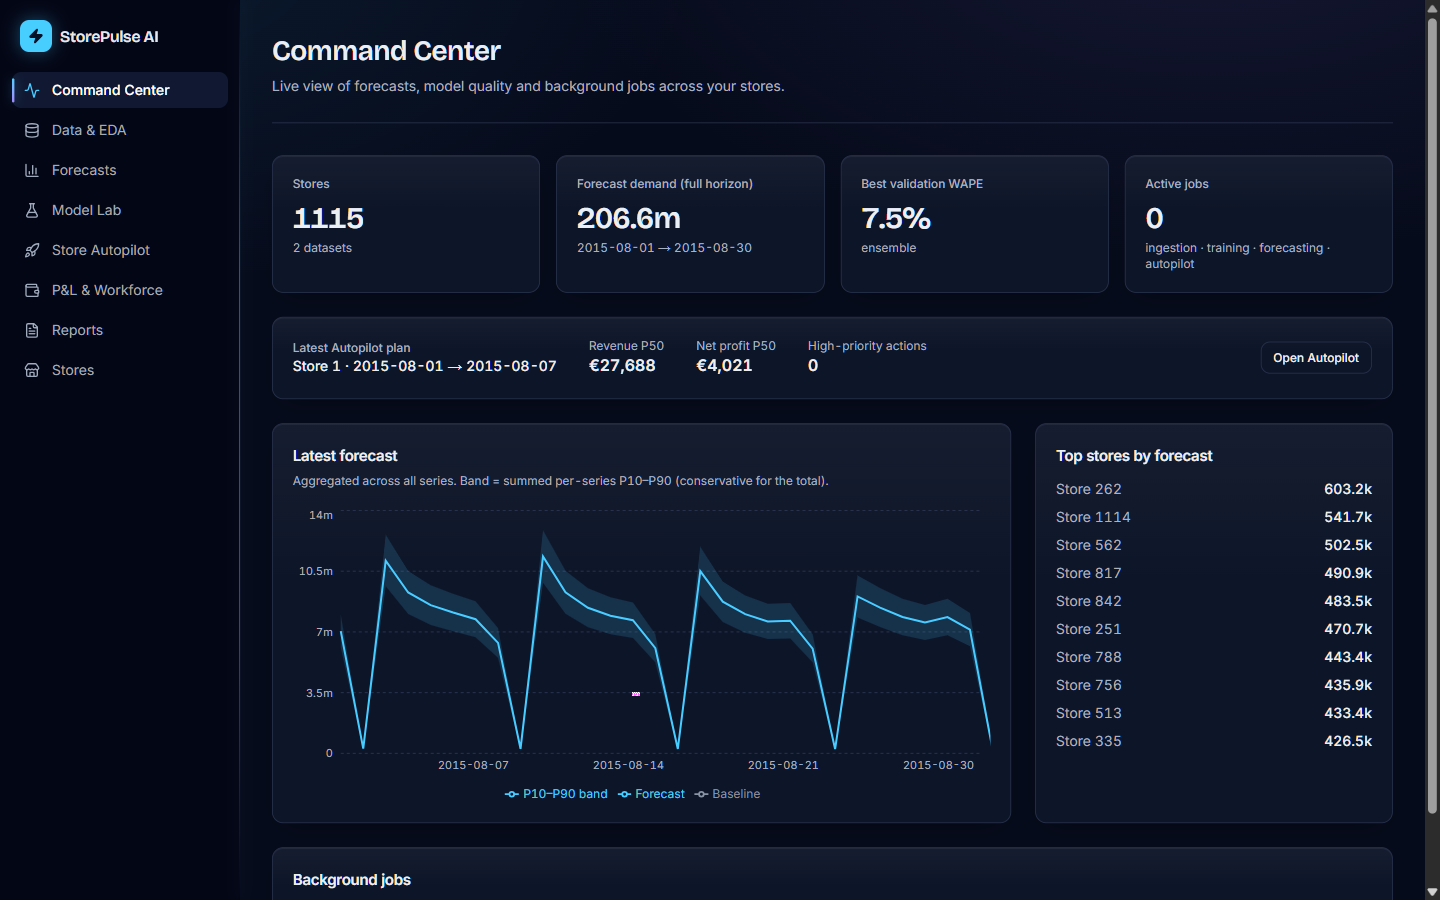 StorePulse AI
Command Center
Data & EDA
Forecasts
Model Lab
Store Autopilot
P&L & Workforce
Reports
Stores
Command Center
Live view of forecasts, model quality and background jobs across your stores.
Stores
1115
2 datasets
Forecast demand (full horizon)
206.6m
2015-08-01 → 2015-08-30
Best validation WAPE
7.5%
ensemble
Active jobs
0
ingestion · training · forecasting ·
autopilot
Latest Autopilot plan
Store 1 · 2015-08-01 → 2015-08-07
Revenue P50
€27,688
Net profit P50
€4,021
High-priority actions
0
Open Autopilot
Latest forecast
Aggregated across all series. Band = summed per-series P10–P90 (conservative for the total).
14m
10.5m
7m
3.5m
0
2015-08-07
2015-08-14
2015-08-21
2015-08-30
P10–P90 band
Forecast
Baseline
Top stores by forecast
Store 262 603.2k
Store 1114 541.7k
Store 562 502.5k
Store 817 490.9k
Store 842 483.5k
Store 251 470.7k
Store 788 443.4k
Store 756 435.9k
Store 513 433.4k
Store 335 426.5k
Background jobs